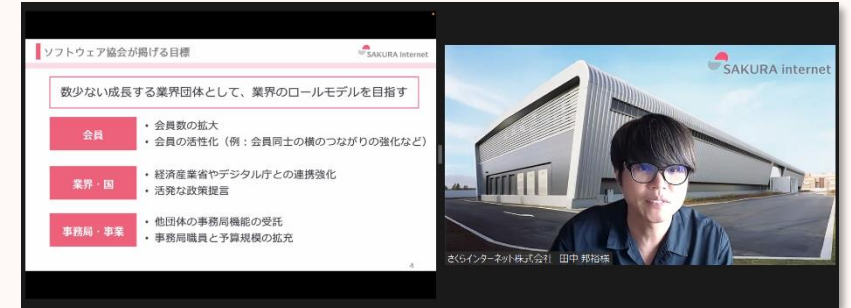 ソフトウェア協会が掲げる目標
SAKURA internet
数少ない成長する業界団体として、業界のロールモデルを目指す
会員
・ 会員数の拡大
・ 会員の活性化（例：会員同士の横のつながりの強化など）
業界・国
・ 経済産業省やデジタル庁との連携強化
・ 活発な政策提言
事務局・事業
・ 他団体の事務局機能の受託
・ 事務局職員と予算規模の拡充
4
SAKURA internet
さくらインターネット株式会社 田中 邦裕様